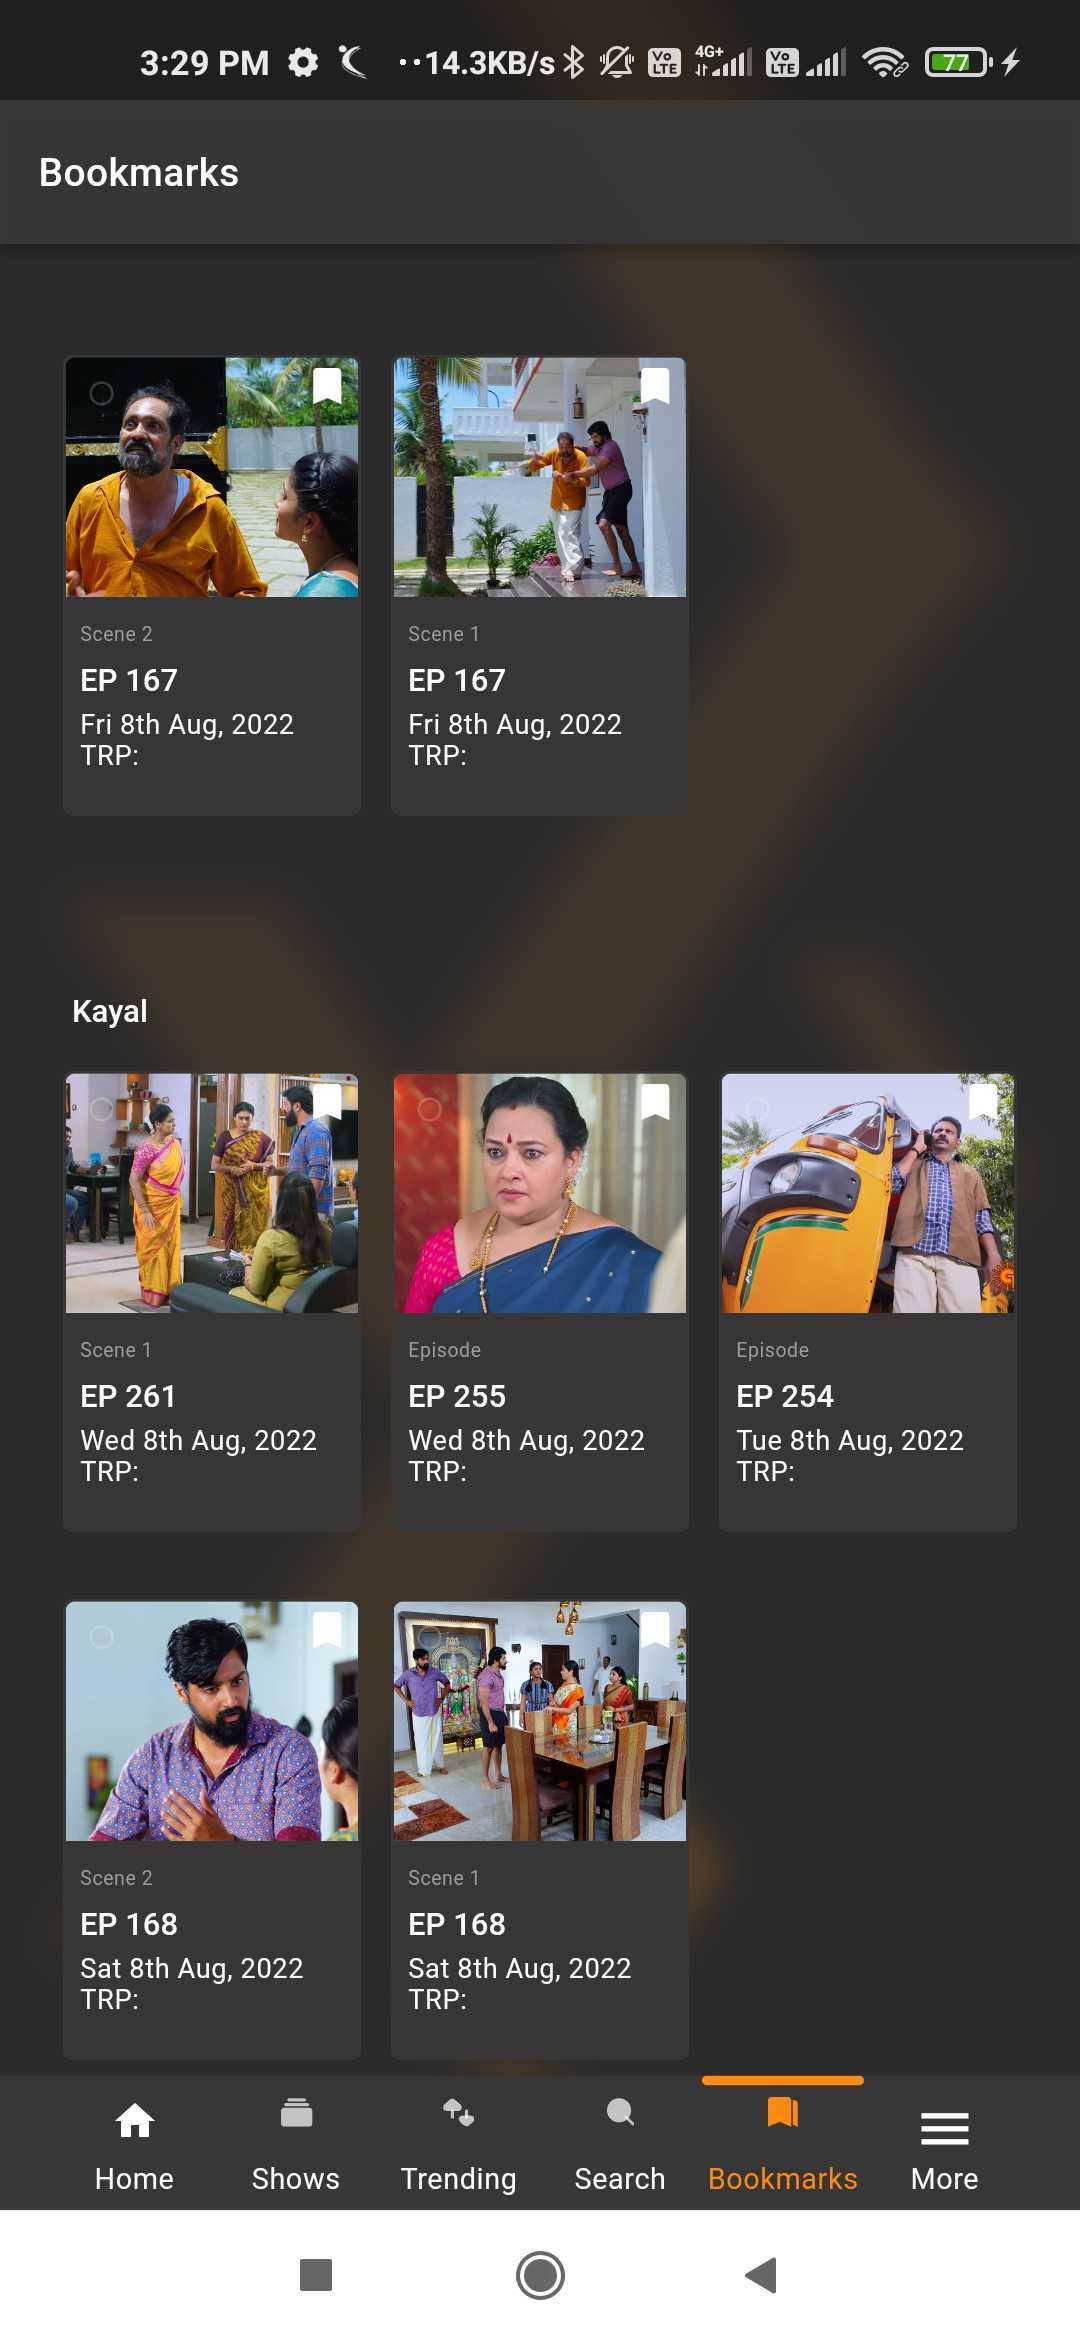 3:29 PM
14.3KB/s
Vo LTE
4G+
Vo LTE
77
Bookmarks
Scene 2
EP 167
Fri 8th Aug, 2022
TRP:
Scene 1
EP 167
Fri 8th Aug, 2022
TRP:
Kayal
Scene 1
EP 261
Wed 8th Aug, 2022
TRP:
Episode
EP 255
Wed 8th Aug, 2022
TRP:
Episode
EP 254
Tue 8th Aug, 2022
TRP:
Scene 2
EP 168
Sat 8th Aug, 2022
TRP:
Scene 1
EP 168
Sat 8th Aug, 2022
TRP:
Home
Shows
Trending
Search
Bookmarks
More